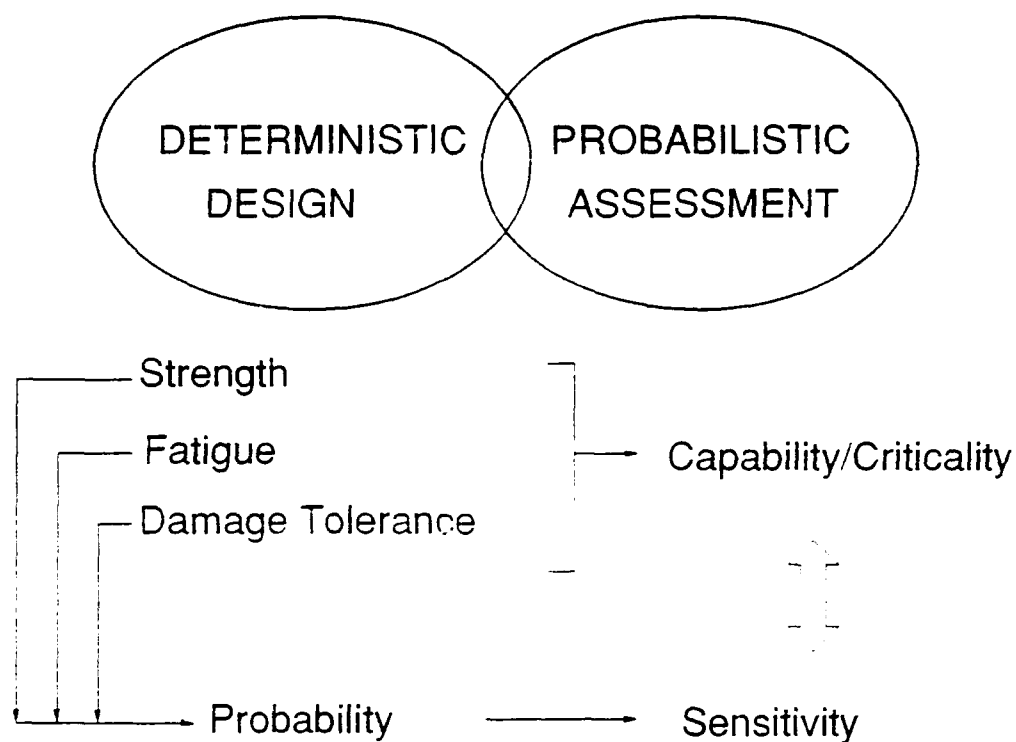 DETERMINISTIC
DESIGN
PROBABILISTIC
ASSESSMENT
Strength
Fatigue
Capability/Criticality
Damage Tolerance
Probability
Sensitivity